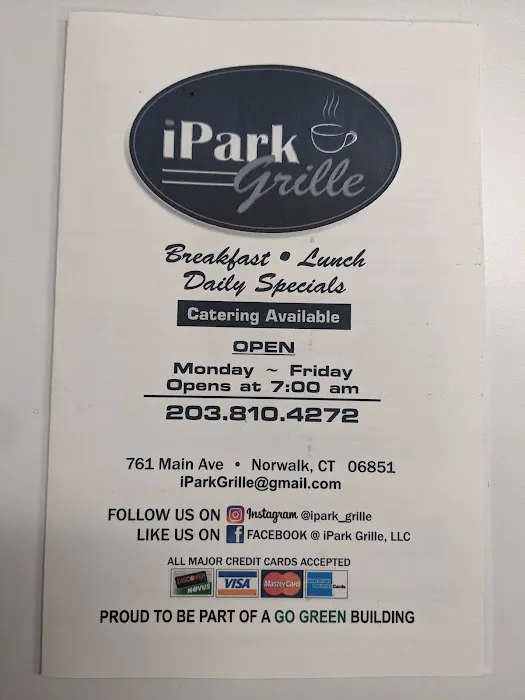 iPark
Grille
Breakfast • Lunch
Daily Specials
Catering Available
OPEN
Monday ~ Friday
Opens at 7:00 am
203.810.4272
761 Main Ave • Norwalk, CT 06851
iParkGrille@gmail.com
FOLLOW US ON Instagram @ipark_grille
LIKE US ON f FACEBOOK @ iPark Grille, LLC
ALL MAJOR CREDIT CARDS ACCEPTED
DISCOVER NOVUS VISA MasterCard AMERICAN EXPRESS Cards
PROUD TO BE PART OF A GO GREEN BUILDING